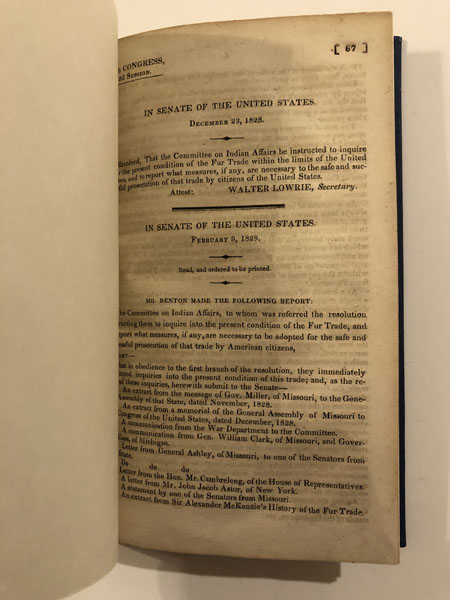 [ 67 ]
CONGRESS,
SESSION.
IN SENATE OF THE UNITED STATES.
DECEMBER 23, 1828.
Resolved, That the Committee on Indian Affairs be instructed to inquire
the present condition of the Fur Trade within the limits of the United
and to report what measures, if any, are necessary to the safe and suc-
ful prosecution of that trade by citizens of the United States.
Attest: WALTER LOWRIE, Secretary.
IN SENATE OF THE UNITED STATES.
FEBRUARY 9, 1829.
Read, and ordered to be printed.
MR. BENTON MADE THE FOLLOWING REPORT:
Committee on Indian Affairs, to whom was referred the resolution
ructing them to inquire into the present condition of the Fur Trade, and
port what measures, if any, are necessary to be adopted for the safe and
essful prosecution of that trade by American citizens,
ORT—
hat in obedience to the first branch of the resolution, they immediately
tuted inquiries into the present condition of this trade; and, as the re-
of these inquiries, herewith submit to the Senate—
An extract from the message of Gov. Miller, of Missouri, to the Gene-
Assembly of that State, dated November, 1828.
An extract from a memorial of the General Assembly of Missouri to
Congress of the United States, dated December, 1828.
A communication from the War Department to the Committee.
A communication from Gen. William Clark, of Missouri, and Gover-
Cass, of Michigan.
Letter from General Ashley, of Missouri, to one of the Senators from
State.
Do do do
Letter from the Hon. Mr. Cambreleng, of the House of Representatives.
A letter from Mr. John Jacob Astor, of New York.
A statement by one of the Senators from Missouri.
An extract from Sir Alexander McKenzie's History of the Fur Trade.